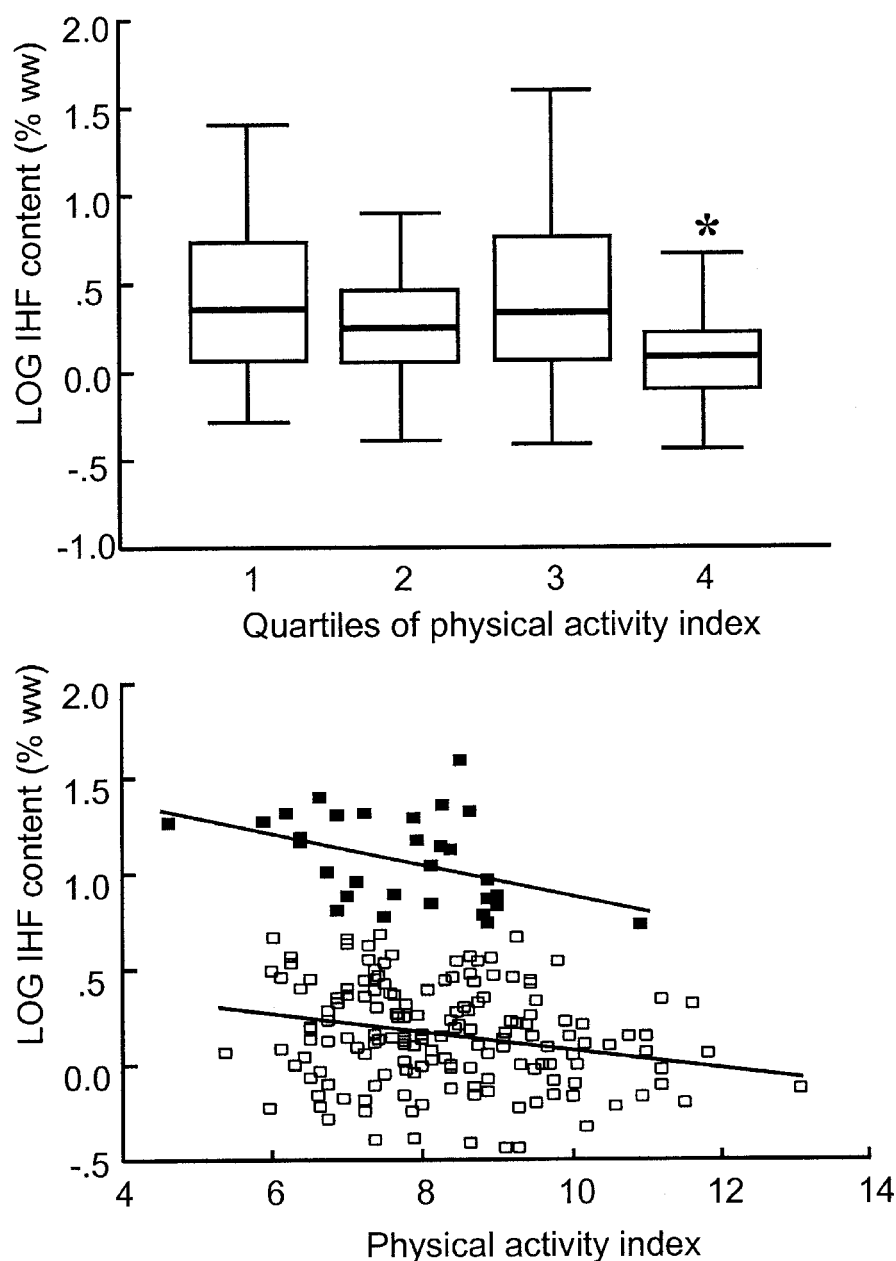 LOG IHF content (% ww)
2.0
1.5
1.0
.5
0.0
-.5
-1.0
*
1 2 3 4
Quartiles of physical activity index
LOG IHF content (% ww)
2.0
1.5
1.0
.5
0.0
-.5
4 6 8 10 12 14
Physical activity index